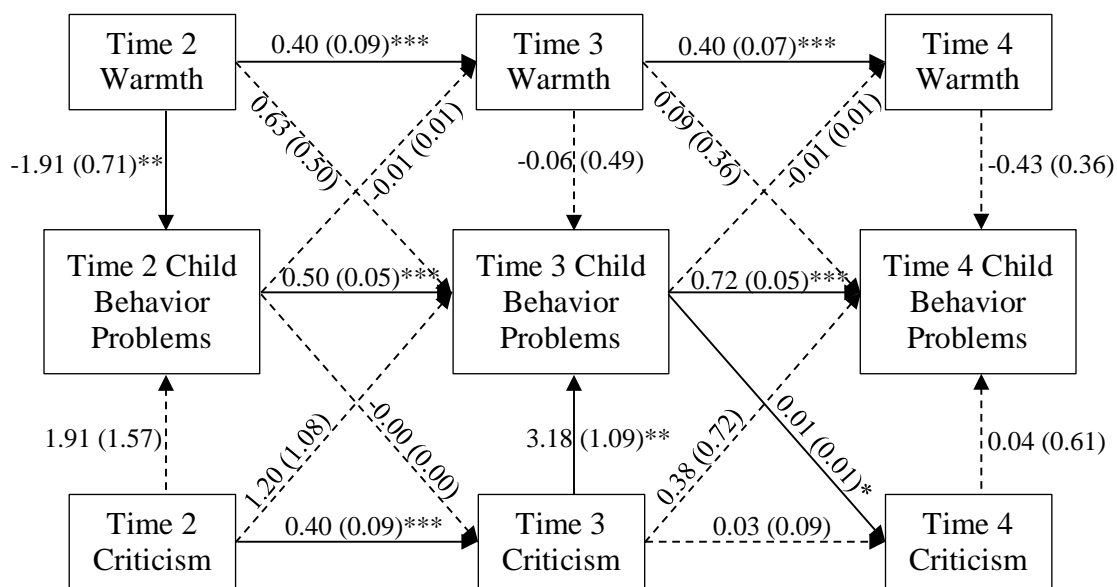 Time 2
Warmth
0.40 (0.09)***
Time 3
Warmth
0.40 (0.07)***
Time 4
Warmth
0.63 (0.50)
-0.01 (0.01)
0.09 (0.36)
-0.01 (0.01)
-1.91 (0.71)**
-0.06 (0.49)
-0.43 (0.36)
Time 2 Child
Behavior
Problems
0.50 (0.05)***
Time 3 Child
Behavior
Problems
0.72 (0.05)***
Time 4 Child
Behavior
Problems
1.91 (1.57)
1.20 (1.08)
-0.00 (0.00)
3.18 (1.09)**
0.38 (0.72)
0.01 (0.01)*
0.04 (0.61)
Time 2
Criticism
0.40 (0.09)***
Time 3
Criticism
0.03 (0.09)
Time 4
Criticism